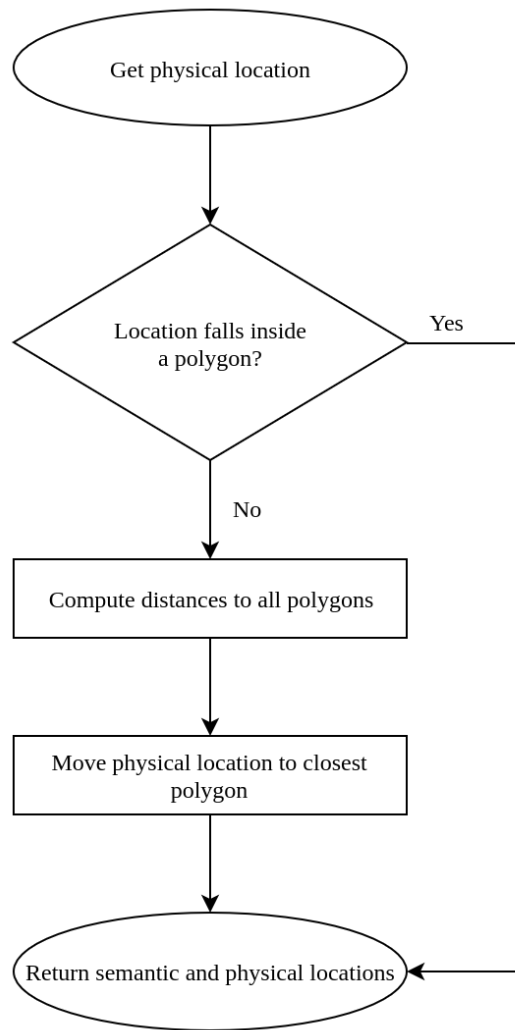 Get physical location
Location falls inside
a polygon?
Yes
No
Compute distances to all polygons
Move physical location to closest
polygon
Return semantic and physical locations